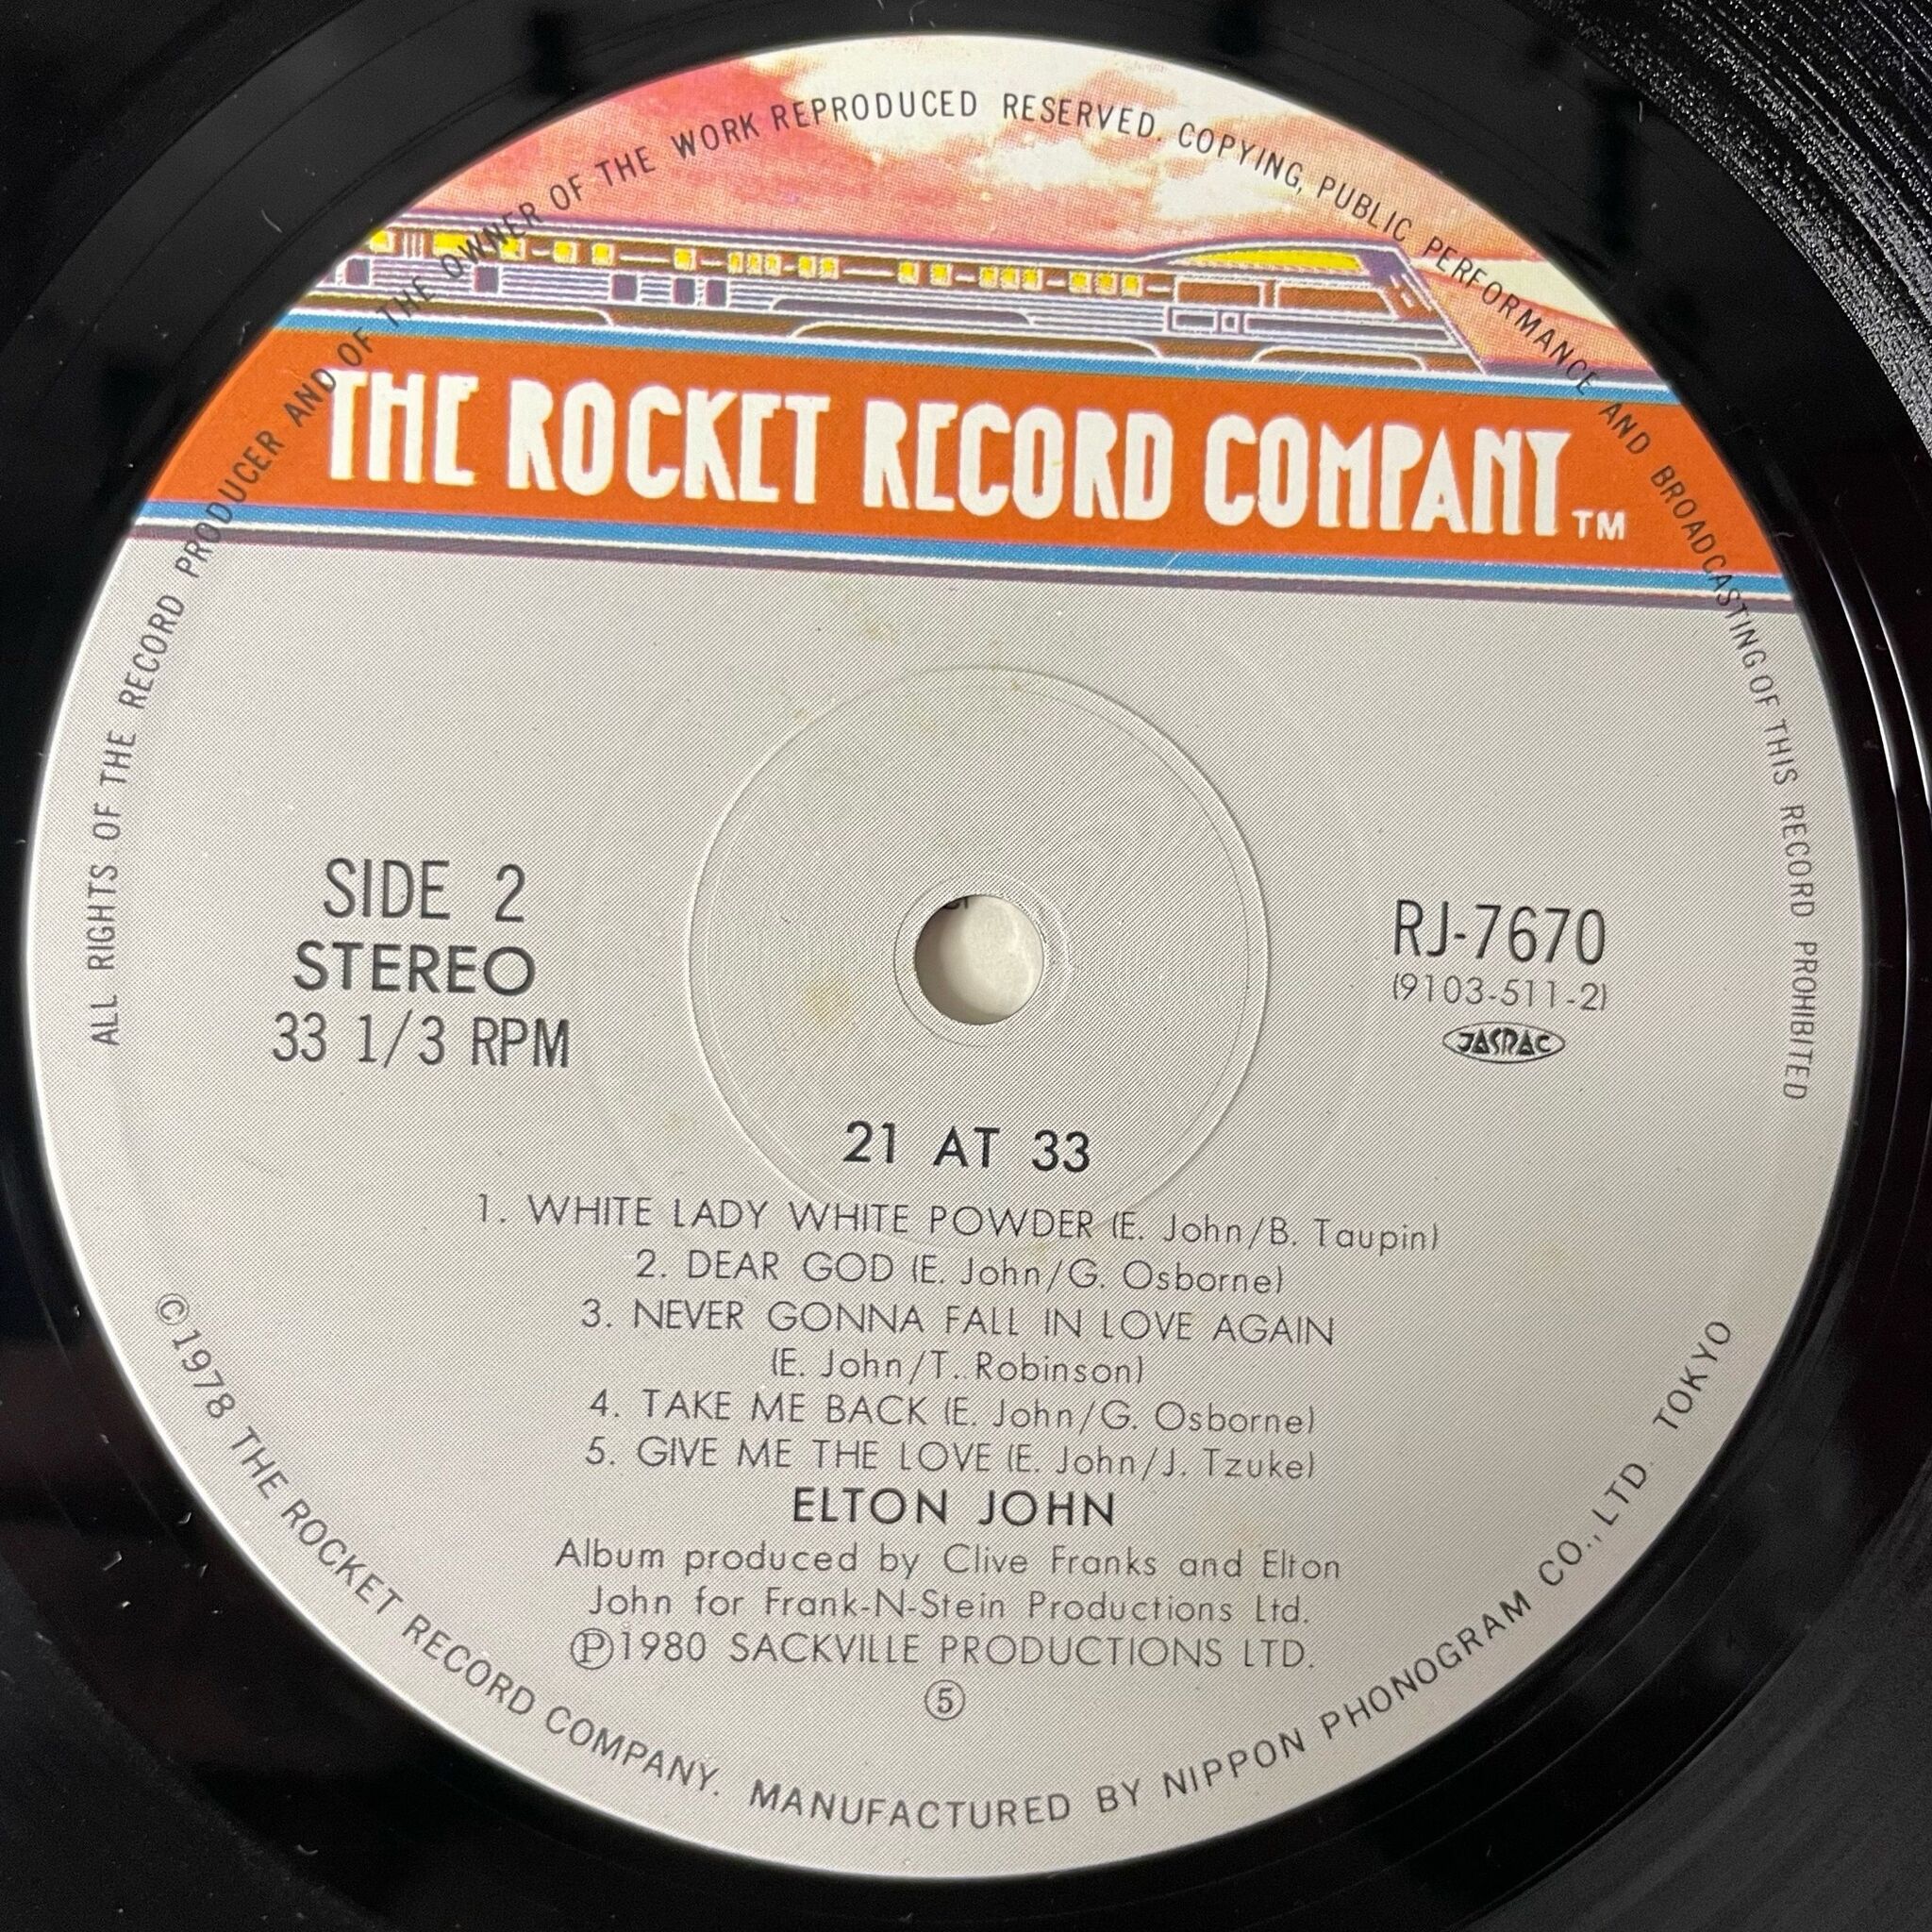 ALL RIGHTS OF THE RECORD PRODUCER AND OF THE OWNER OF THE WORK REPRODUCED RESERVED. COPYING, PUBLIC PERFORMANCE AND BROADCASTING OF THIS RECORD PROHIBITED
THE ROCKET RECORD COMPANY TM
SIDE 2
STEREO
33 1/3 RPM
RJ-7670
(9103-511-2)
JASRAC
21 AT 33
1. WHITE LADY WHITE POWDER (E. John/B. Taupin)
2. DEAR GOD (E. John/G. Osborne)
3. NEVER GONNA FALL IN LOVE AGAIN
(E. John/T. Robinson)
4. TAKE ME BACK (E. John/G. Osborne)
5. GIVE ME THE LOVE (E. John/J. Tzuke)
ELTON JOHN
Album produced by Clive Franks and Elton
John for Frank-N-Stein Productions Ltd.
Ⓟ1980 SACKVILLE PRODUCTIONS LTD.
⑤
©1978 THE ROCKET RECORD COMPANY. MANUFACTURED BY NIPPON PHONOGRAM CO., LTD. TOKYO